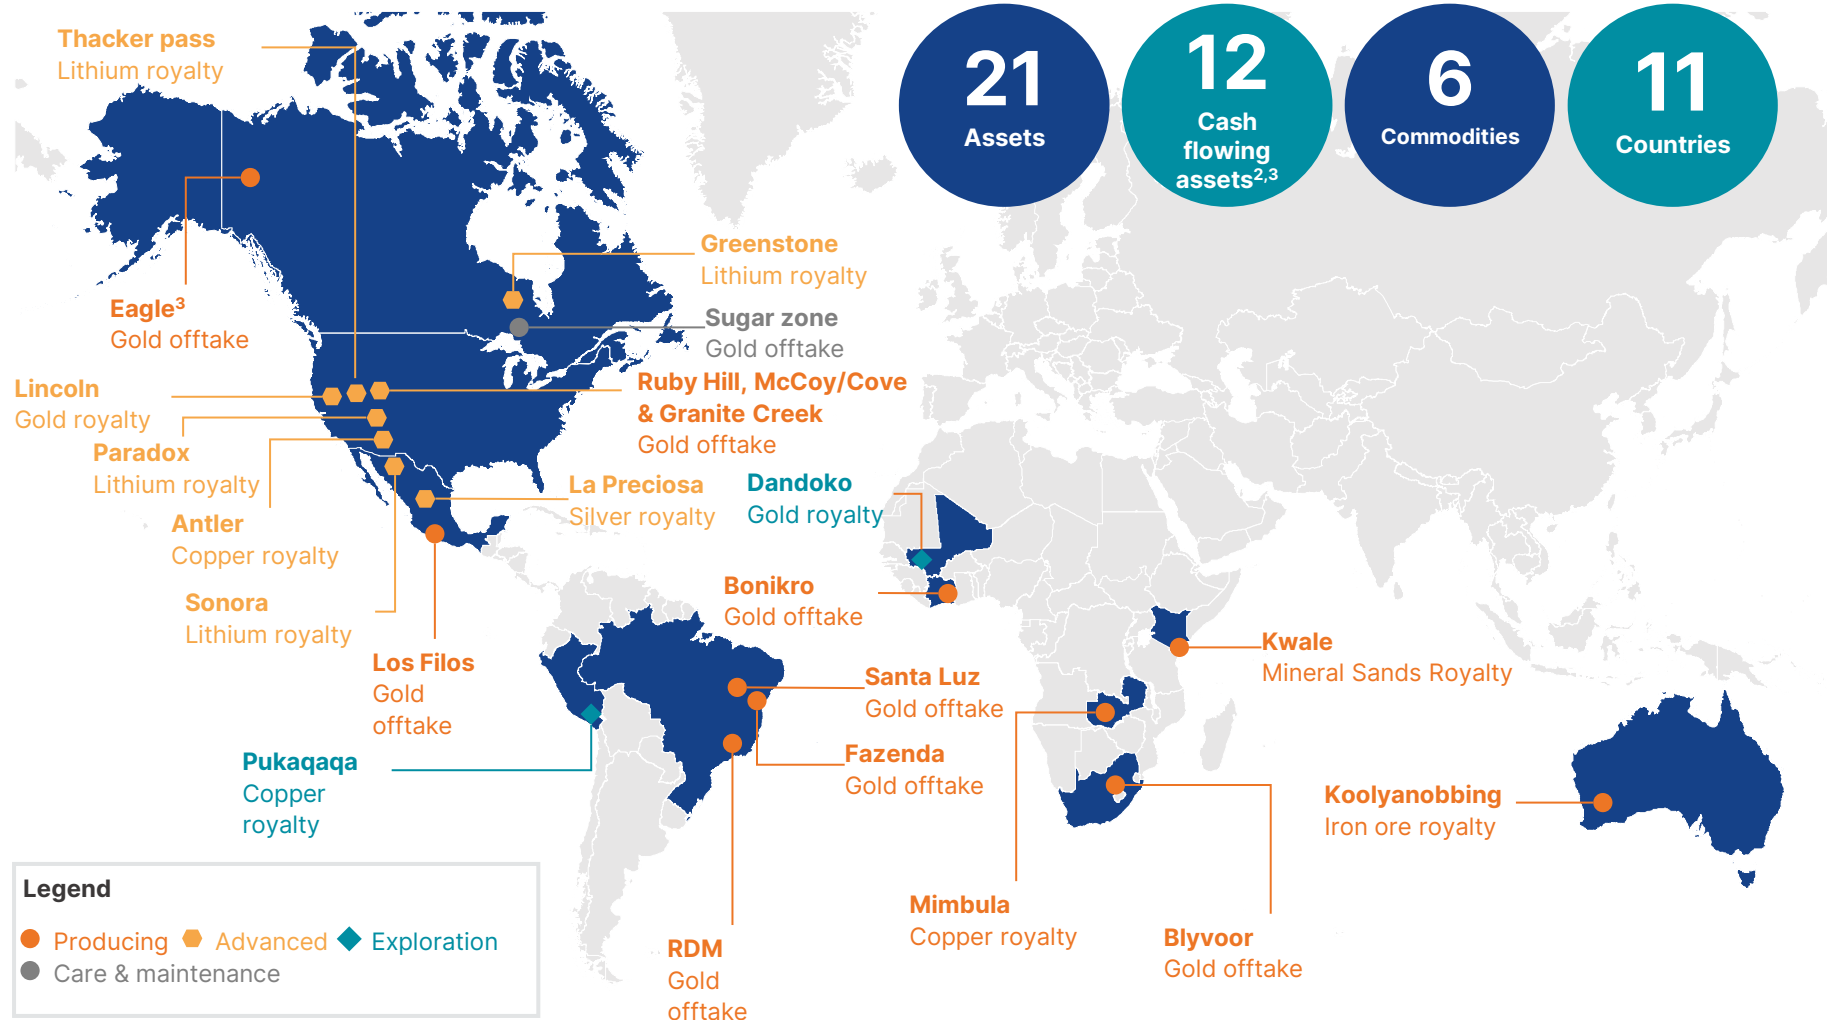 Thacker pass
Lithium royalty
21
Assets
12
Cash
flowing
assets2,3
6
Commodities
11
Countries
Greenstone
Lithium royalty
Eagle3
Gold offtake
Sugar zone
Gold offtake
Lincoln
Gold royalty
Ruby Hill, McCoy/Cove
& Granite Creek
Gold offtake
Paradox
Lithium royalty
La Preciosa
Silver royalty
Dandoko
Gold royalty
Antler
Copper royalty
Sonora
Lithium royalty
Bonikro
Gold offtake
Los Filos
Gold
offtake
Kwale
Mineral Sands Royalty
Santa Luz
Gold offtake
Pukaqaqa
Copper
royalty
Fazenda
Gold offtake
Koolyanobbing
Iron ore royalty
Mimbula
Copper royalty
Blyvoor
Gold offtake
RDM
Gold
offtake
Legend
Producing Advanced Exploration
Care & maintenance